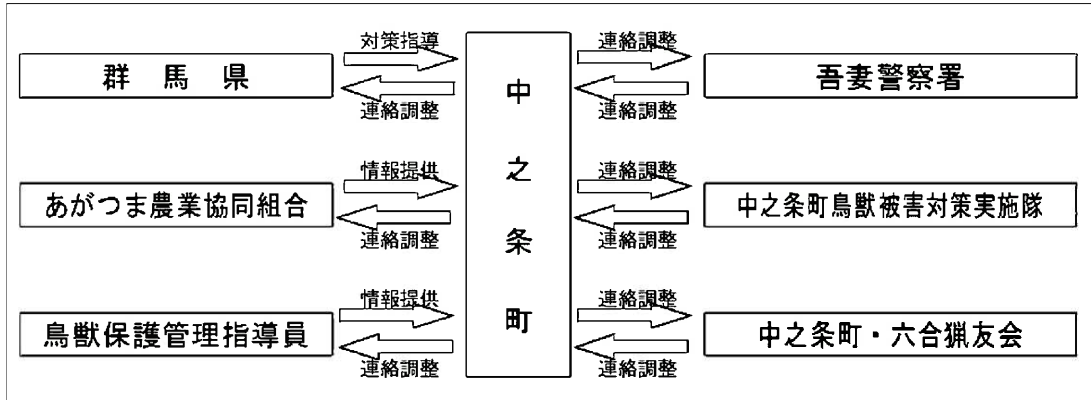 対策指導
連絡調整
群馬県
吾妻警察署
連絡調整
連絡調整
中之条町
情報提供
連絡調整
あがつま農業協同組合
中之条町鳥獣被害対策実施隊
連絡調整
連絡調整
情報提供
連絡調整
鳥獣保護管理指導員
中之条町・六合猟友会
連絡調整
連絡調整